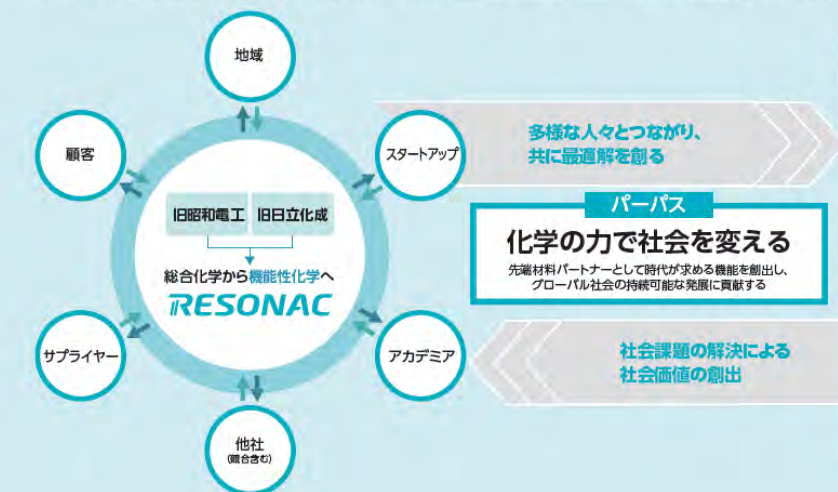 地域
顧客
スタートアップ
旧昭和電工
旧日立化成
総合化学から機能性化学へ
RESONAC
サプライヤー
アカデミア
他社
(競合含む)
多様な人々とつながり、
共に最適解を創る
パーパス
化学の力で社会を変える
先端材料パートナーとして時代が求める機能を創出し、
グローバル社会の持続可能な発展に貢献する
社会課題の解決による
社会価値の創出